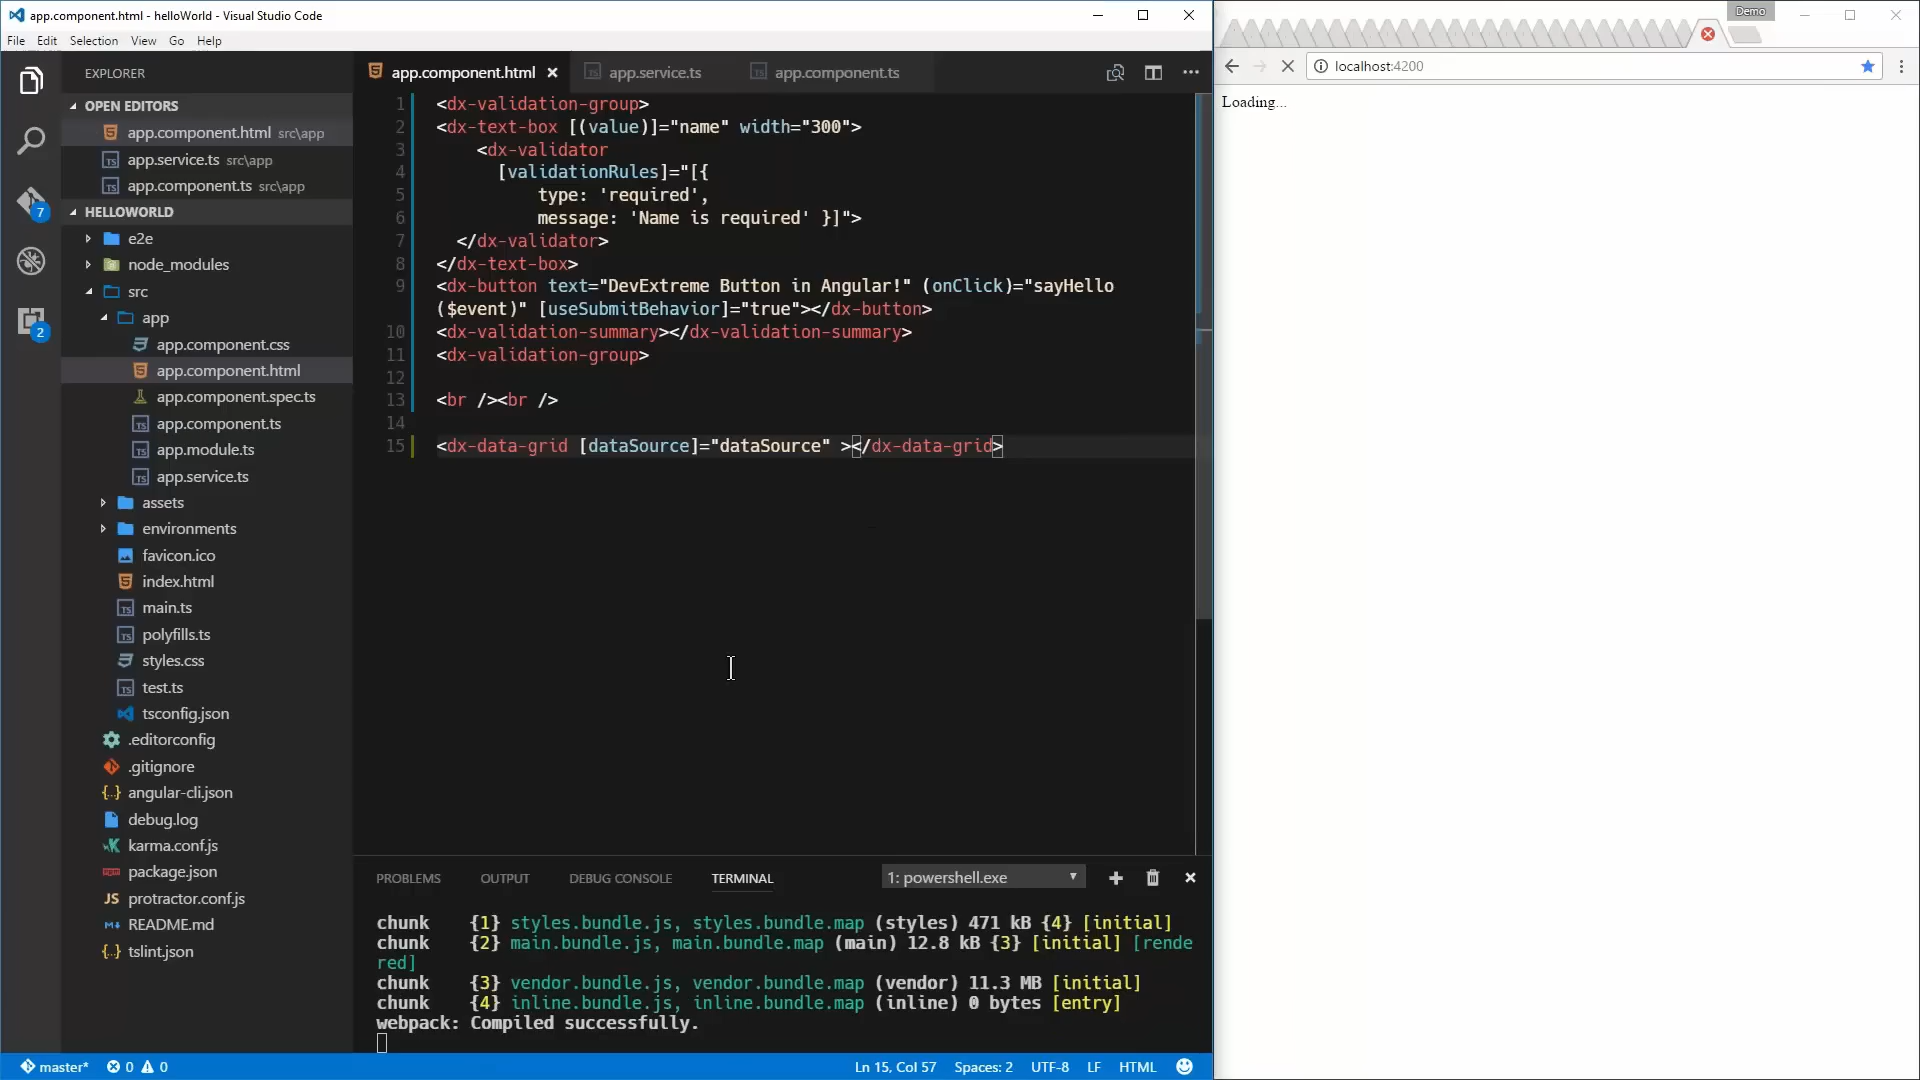 app.component.html - helloWorld - Visual Studio Code
File Edit Selection View Go Help
EXPLORER
OPEN EDITORS
app.component.html src\app
app.service.ts src\app
app.component.ts src\app
HELLOWORLD
e2e
node_modules
src
app
app.component.css
app.component.html
app.component.spec.ts
app.component.ts
app.module.ts
app.service.ts
assets
environments
favicon.ico
index.html
main.ts
polyfills.ts
styles.css
test.ts
tsconfig.json
.editorconfig
.gitignore
angular-cli.json
debug.log
karma.conf.js
package.json
protractor.conf.js
README.md
tslint.json
7
2
app.component.html app.service.ts app.component.ts
1 <dx-validation-group>
2 <dx-text-box [(value)]="name" width="300">
3 <dx-validator
4 [validationRules]="[{
5 type: 'required',
6 message: 'Name is required' }]">
7 </dx-validator>
8 </dx-text-box>
9 <dx-button text="DevExtreme Button in Angular!" (onClick)="sayHello
($event)" [useSubmitBehavior]="true"></dx-button>
10 <dx-validation-summary></dx-validation-summary>
11 <dx-validation-group>
12
13 <br /><br />
14
15 <dx-data-grid [dataSource]="dataSource" ></dx-data-grid>
PROBLEMS OUTPUT DEBUG CONSOLE TERMINAL 1: powershell.exe
chunk {1} styles.bundle.js, styles.bundle.map (styles) 471 kB {4} [initial]
chunk {2} main.bundle.js, main.bundle.map (main) 12.8 kB {3} [initial] [rende
red]
chunk {3} vendor.bundle.js, vendor.bundle.map (vendor) 11.3 MB [initial]
chunk {4} inline.bundle.js, inline.bundle.map (inline) 0 bytes [entry]
webpack: Compiled successfully.
master* 0 0 Ln 15, Col 57 Spaces: 2 UTF-8 LF HTML
Demo
localhost:4200
Loading...